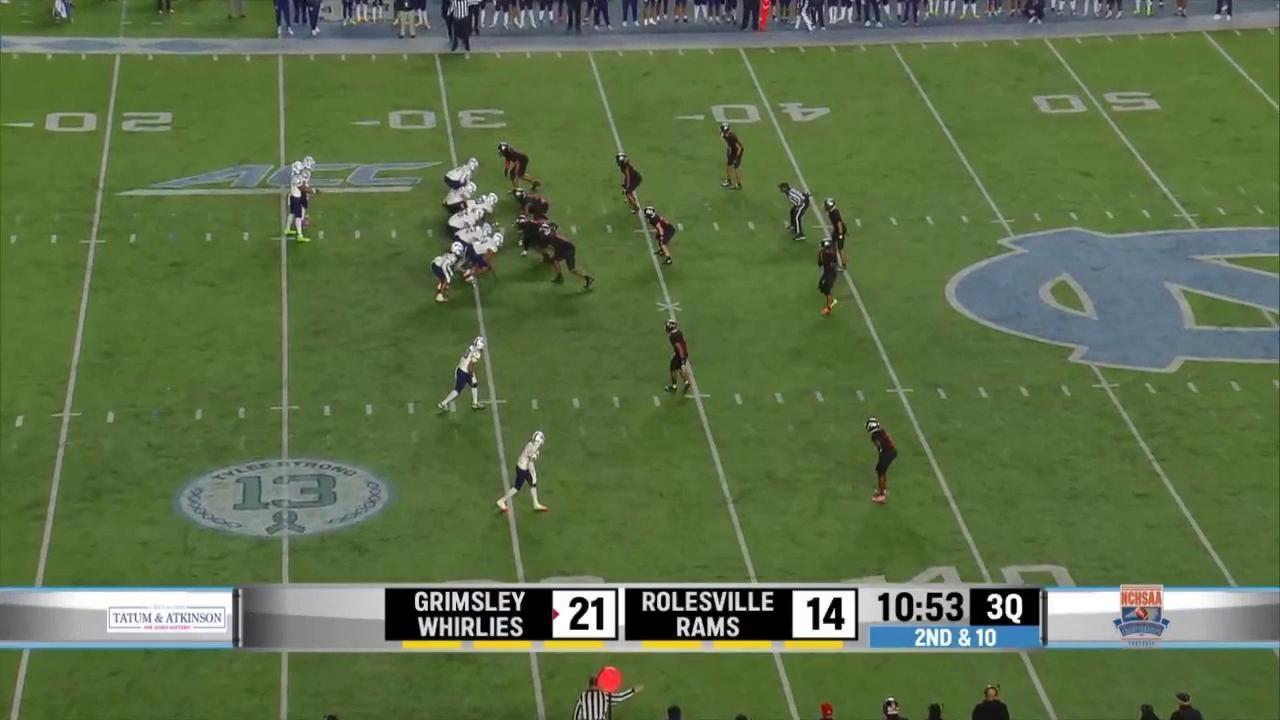 20 30 40 50
ACC
TYLEE STRONG
13
40
TATUM & ATKINSON
GRIMSLEY WHIRLIES 21 ROLESVILLE RAMS 14 10:53 3Q
2ND & 10
NCHSAA